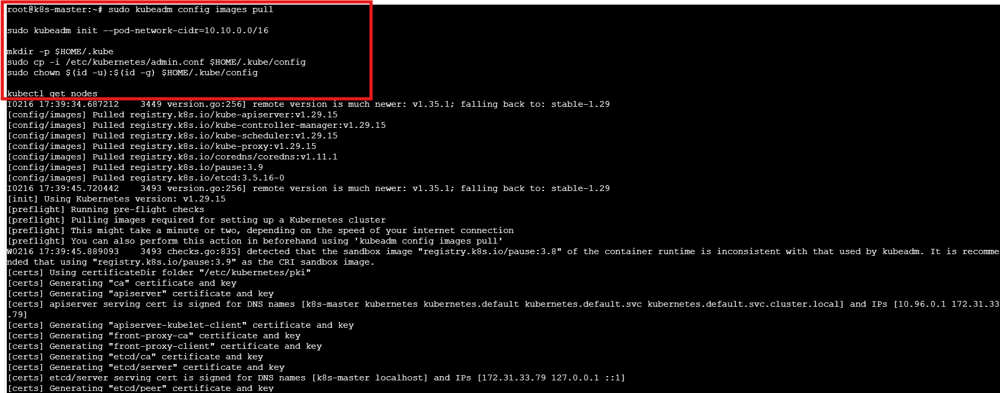 root@k8s-master:~# sudo kubeadm config images pull
sudo kubeadm init --pod-network-cidr=10.10.0.0/16
mkdir -p $HOME/.kube
sudo cp -i /etc/kubernetes/admin.conf $HOME/.kube/config
sudo chown $(id -u):$(id -g) $HOME/.kube/config
kubectl get nodes
I0216 17:39:34.687212    3449 version.go:256] remote version is much newer: v1.35.1; falling back to: stable-1.29
[config/images] Pulled registry.k8s.io/kube-apiserver:v1.29.15
[config/images] Pulled registry.k8s.io/kube-controller-manager:v1.29.15
[config/images] Pulled registry.k8s.io/kube-scheduler:v1.29.15
[config/images] Pulled registry.k8s.io/kube-proxy:v1.29.15
[config/images] Pulled registry.k8s.io/coredns/coredns:v1.11.1
[config/images] Pulled registry.k8s.io/pause:3.9
[config/images] Pulled registry.k8s.io/etcd:3.5.16-0
I0216 17:39:45.720442    3493 version.go:256] remote version is much newer: v1.35.1; falling back to: stable-1.29
[init] Using Kubernetes version: v1.29.15
[preflight] Running pre-flight checks
[preflight] Pulling images required for setting up a Kubernetes cluster
[preflight] This might take a minute or two, depending on the speed of your internet connection
[preflight] You can also perform this action in beforehand using 'kubeadm config images pull'
W0216 17:39:45.889093    3493 checks.go:835] detected that the sandbox image "registry.k8s.io/pause:3.8" of the container runtime is inconsistent with that used by kubeadm. It is recomme
nded that using "registry.k8s.io/pause:3.9" as the CRI sandbox image.
[certs] Using certificateDir folder "/etc/kubernetes/pki"
[certs] Generating "ca" certificate and key
[certs] Generating "apiserver" certificate and key
[certs] apiserver serving cert is signed for DNS names [k8s-master kubernetes kubernetes.default kubernetes.default.svc kubernetes.default.svc.cluster.local] and IPs [10.96.0.1 172.31.33
.79]
[certs] Generating "apiserver-kubelet-client" certificate and key
[certs] Generating "front-proxy-ca" certificate and key
[certs] Generating "front-proxy-client" certificate and key
[certs] Generating "etcd/ca" certificate and key
[certs] Generating "etcd/server" certificate and key
[certs] etcd/server serving cert is signed for DNS names [k8s-master localhost] and IPs [172.31.33.79 127.0.0.1 ::1]
[certs] Generating "etcd/peer" certificate and key